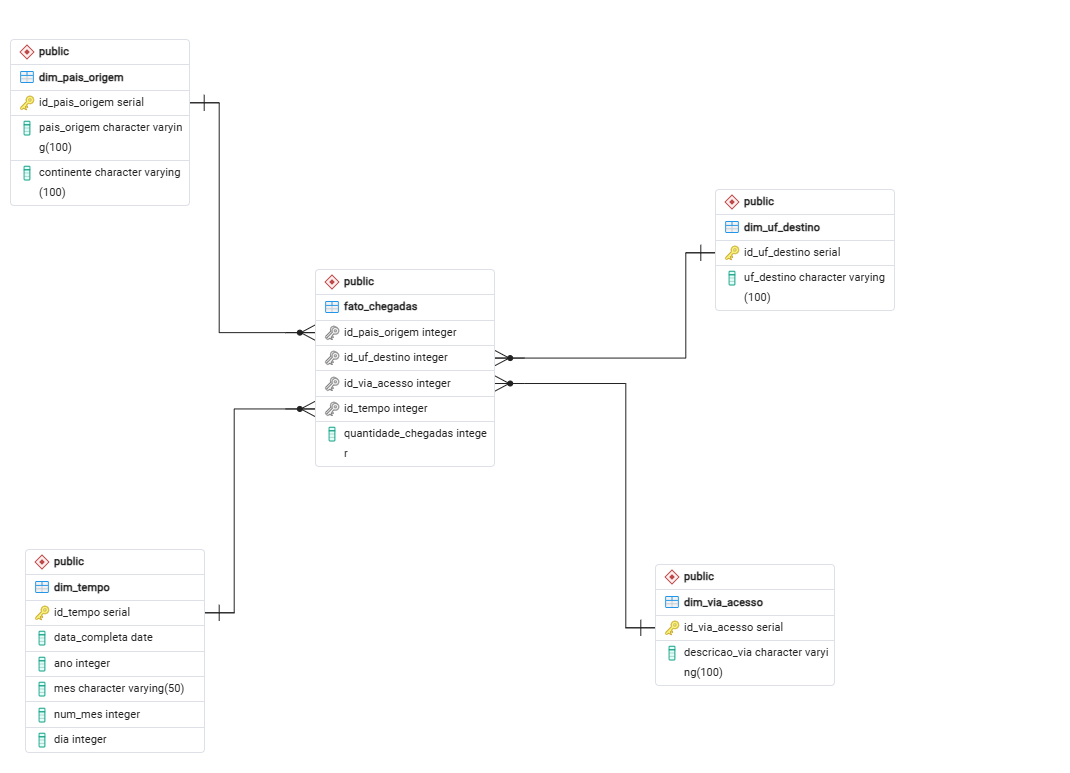 public
dim_pais_origem
id_pais_origem serial
pais_origem character varyin
g(100)
continente character varying
(100)
public
dim_uf_destino
id_uf_destino serial
uf_destino character varying
(100)
public
fato_chegadas
id_pais_origem integer
id_uf_destino integer
id_via_acesso integer
id_tempo integer
quantidade_chegadas intege
r
public
dim_tempo
id_tempo serial
data_completa date
ano integer
mes character varying(50)
num_mes integer
dia integer
public
dim_via_acesso
id_via_acesso serial
descricao_via character varyi
ng(100)